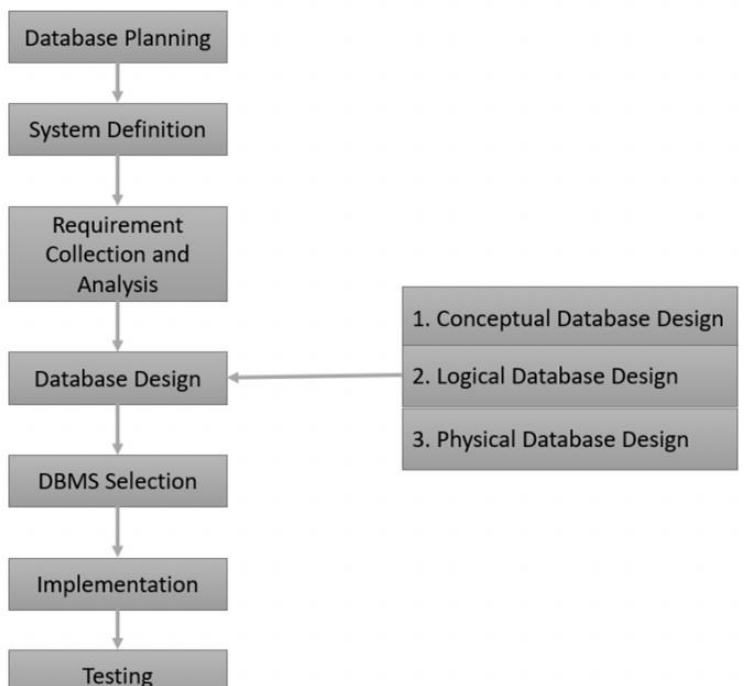 Database Planning
System Definition
Requirement
Collection and
Analysis
Database Design
DBMS Selection
Implementation
Testing
1. Conceptual Database Design
2. Logical Database Design
3. Physical Database Design